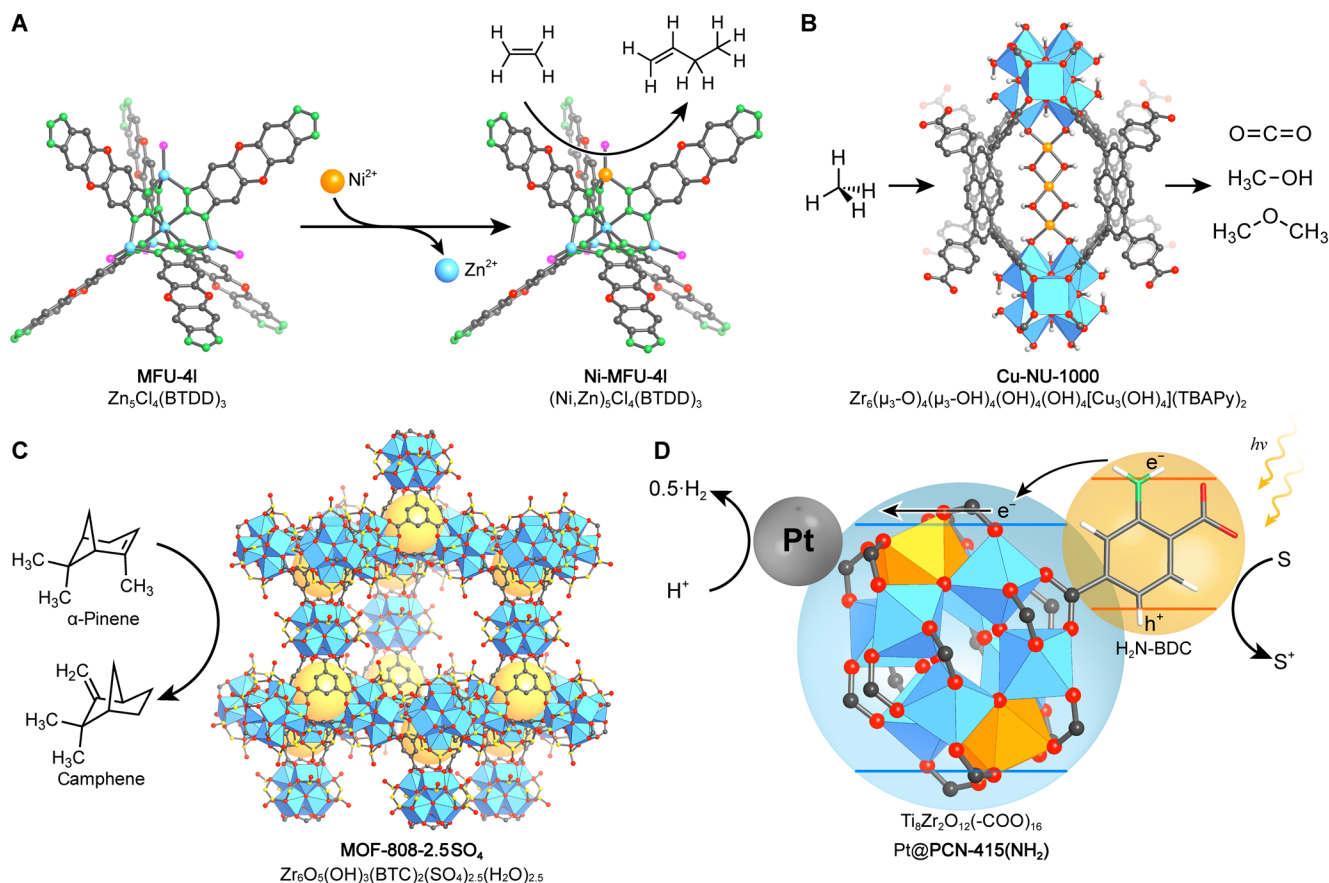 A
H H
H H
H H
H
H H
H H H
Ni²⁺
Zn²⁺
MFU-4l
Zn₅Cl₄(BTDD)₃
Ni-MFU-4l
(Ni,Zn)₅Cl₄(BTDD)₃
B
H
C H
H H
O=C=O
H₃C–OH
O
H₃C CH₃
Cu-NU-1000
Zr₆(μ₃-O)₄(μ₃-OH)₄(OH)₄(OH)₄[Cu₃(OH)₄](TBAPy)₂
C
H₃C
H₃C CH₃
α-Pinene
H₂C
H₃C
H₃C
Camphene
MOF-808-2.5SO₄
Zr₆O₅(OH)₃(BTC)₂(SO₄)₂.₅(H₂O)₂.₅
D
hν
e⁻
0.5·H₂
e⁻
Pt
H⁺
S
h⁺
H₂N-BDC
S⁺
Ti₈Zr₂O₁₂(-COO)₁₆
Pt@PCN-415(NH₂)